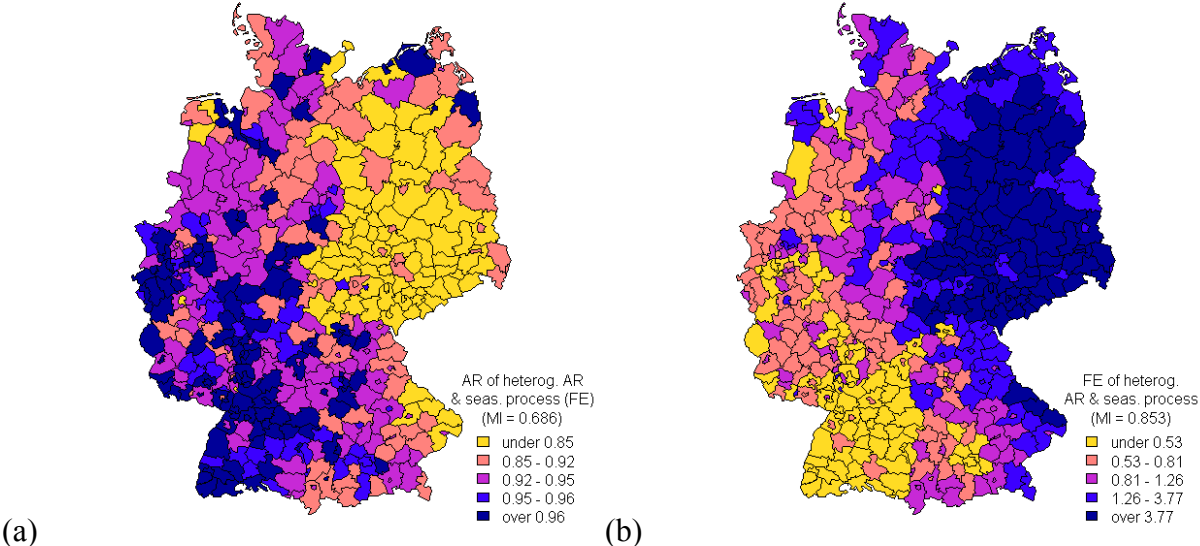 AR of heterog. AR
& seas. process (FE)
(MI = 0.686)
under 0.85
0.85 - 0.92
0.92 - 0.95
0.95 - 0.96
over 0.96
(a)
FE of heterog.
AR & seas. process
(MI = 0.853)
under 0.53
0.53 - 0.81
0.81 - 1.26
1.26 - 3.77
over 3.77
(b)